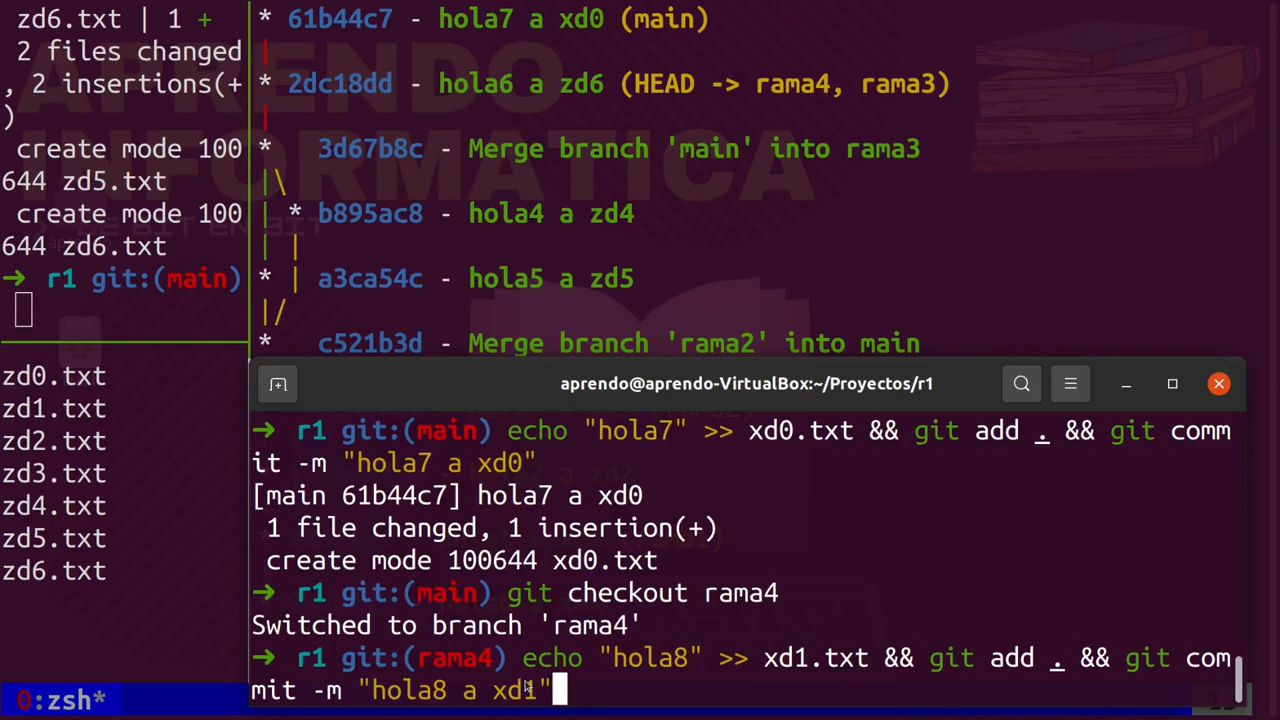 zd6.txt | 1 +
2 files changed
, 2 insertions(+
)
create mode 100
644 zd5.txt
create mode 100
644 zd6.txt
➜ r1 git:(main)
zd0.txt
zd1.txt
zd2.txt
zd3.txt
zd4.txt
zd5.txt
zd6.txt
* 61b44c7 - hola7 a xd0 (main)
|
* 2dc18dd - hola6 a zd6 (HEAD -> rama4, rama3)
|
*   3d67b8c - Merge branch 'main' into rama3
|\
| * b895ac8 - hola4 a zd4
| |
* | a3ca54c - hola5 a zd5
|/
*   c521b3d - Merge branch 'rama2' into main
APRENDO
INFORMATICA
DE BIT EN BIT
aprendo@aprendo-VirtualBox:~/Proyectos/r1
➜ r1 git:(main) echo "hola7" >> xd0.txt && git add . && git comm
it -m "hola7 a xd0"
[main 61b44c7] hola7 a xd0
1 file changed, 1 insertion(+)
create mode 100644 xd0.txt
➜ r1 git:(main) git checkout rama4
Switched to branch 'rama4'
➜ r1 git:(rama4) echo "hola8" >> xd1.txt && git add . && git com
mit -m "hola8 a xd1"
0:zsh*